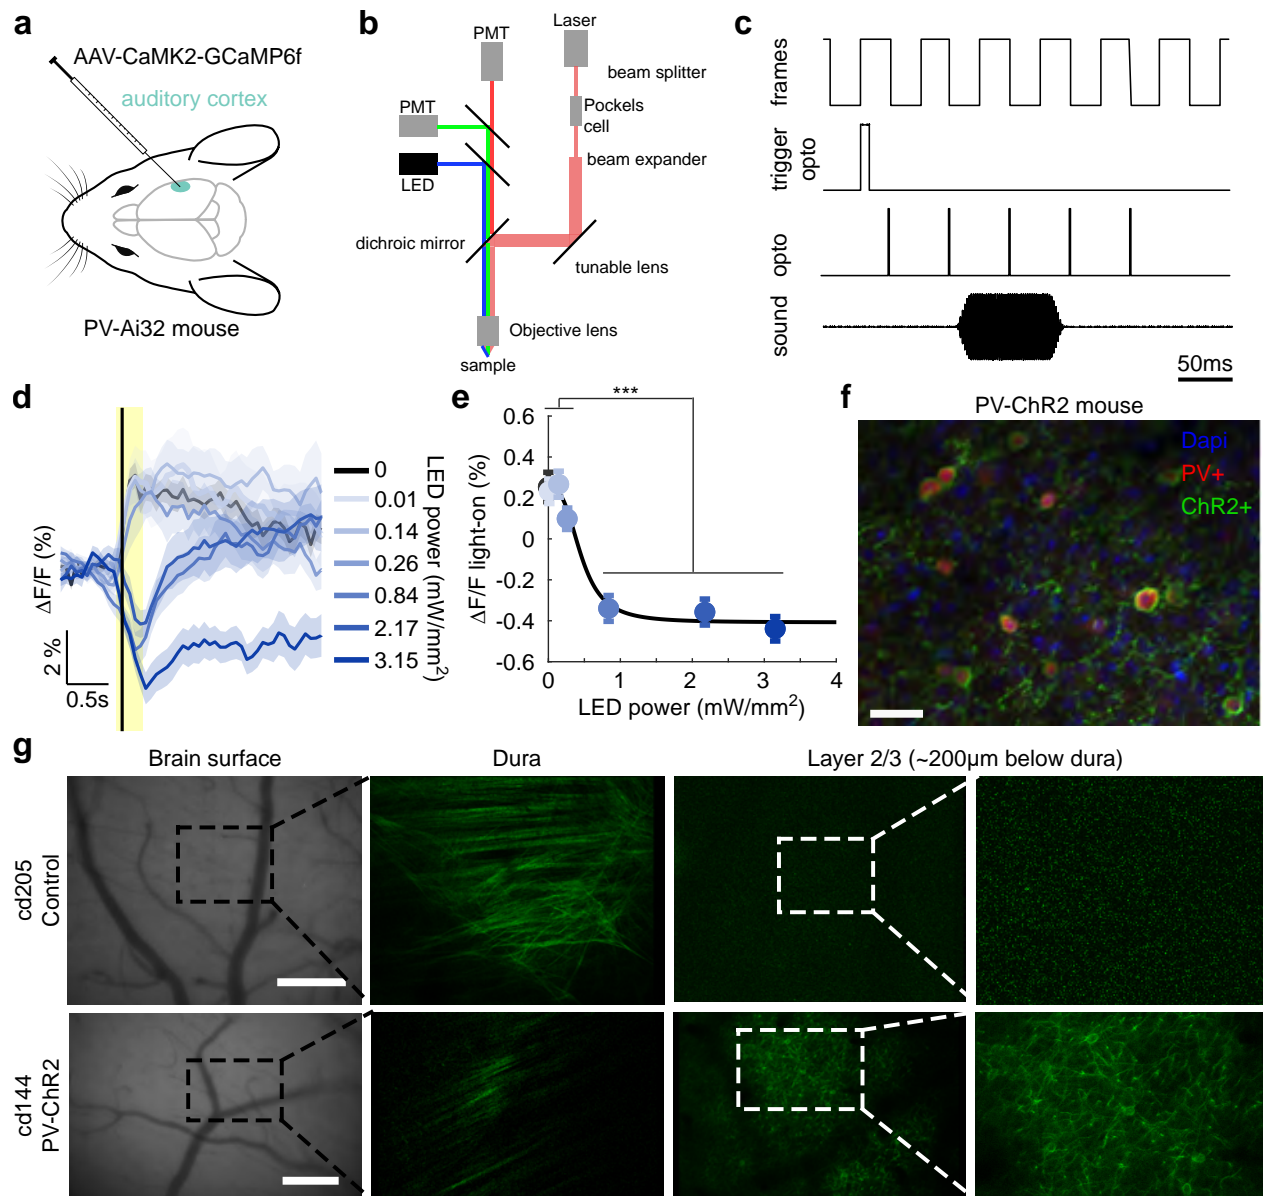 a
AAV-CaMK2-GCaMP6f
auditory cortex
PV-Ai32 mouse
b
PMT
Laser
beam splitter
PMT
Pockels
cell
beam expander
LED
dichroic mirror
tunable lens
Objective lens
sample
c
frames
trigger
opto
opto
sound
50ms
d
ΔF/F (%)
2 %
0.5s
0
0.01
0.14
0.26
0.84
2.17
3.15
LED power (mW/mm²)
e
***
ΔF/F light-on (%)
0.6
0.4
0.2
0
-0.2
-0.4
-0.6
0
1
2
3
4
LED power (mW/mm²)
f
PV-ChR2 mouse
Dapi
PV+
ChR2+
g
Brain surface
Dura
Layer 2/3 (~200µm below dura)
cd205
Control
cd144
PV-ChR2